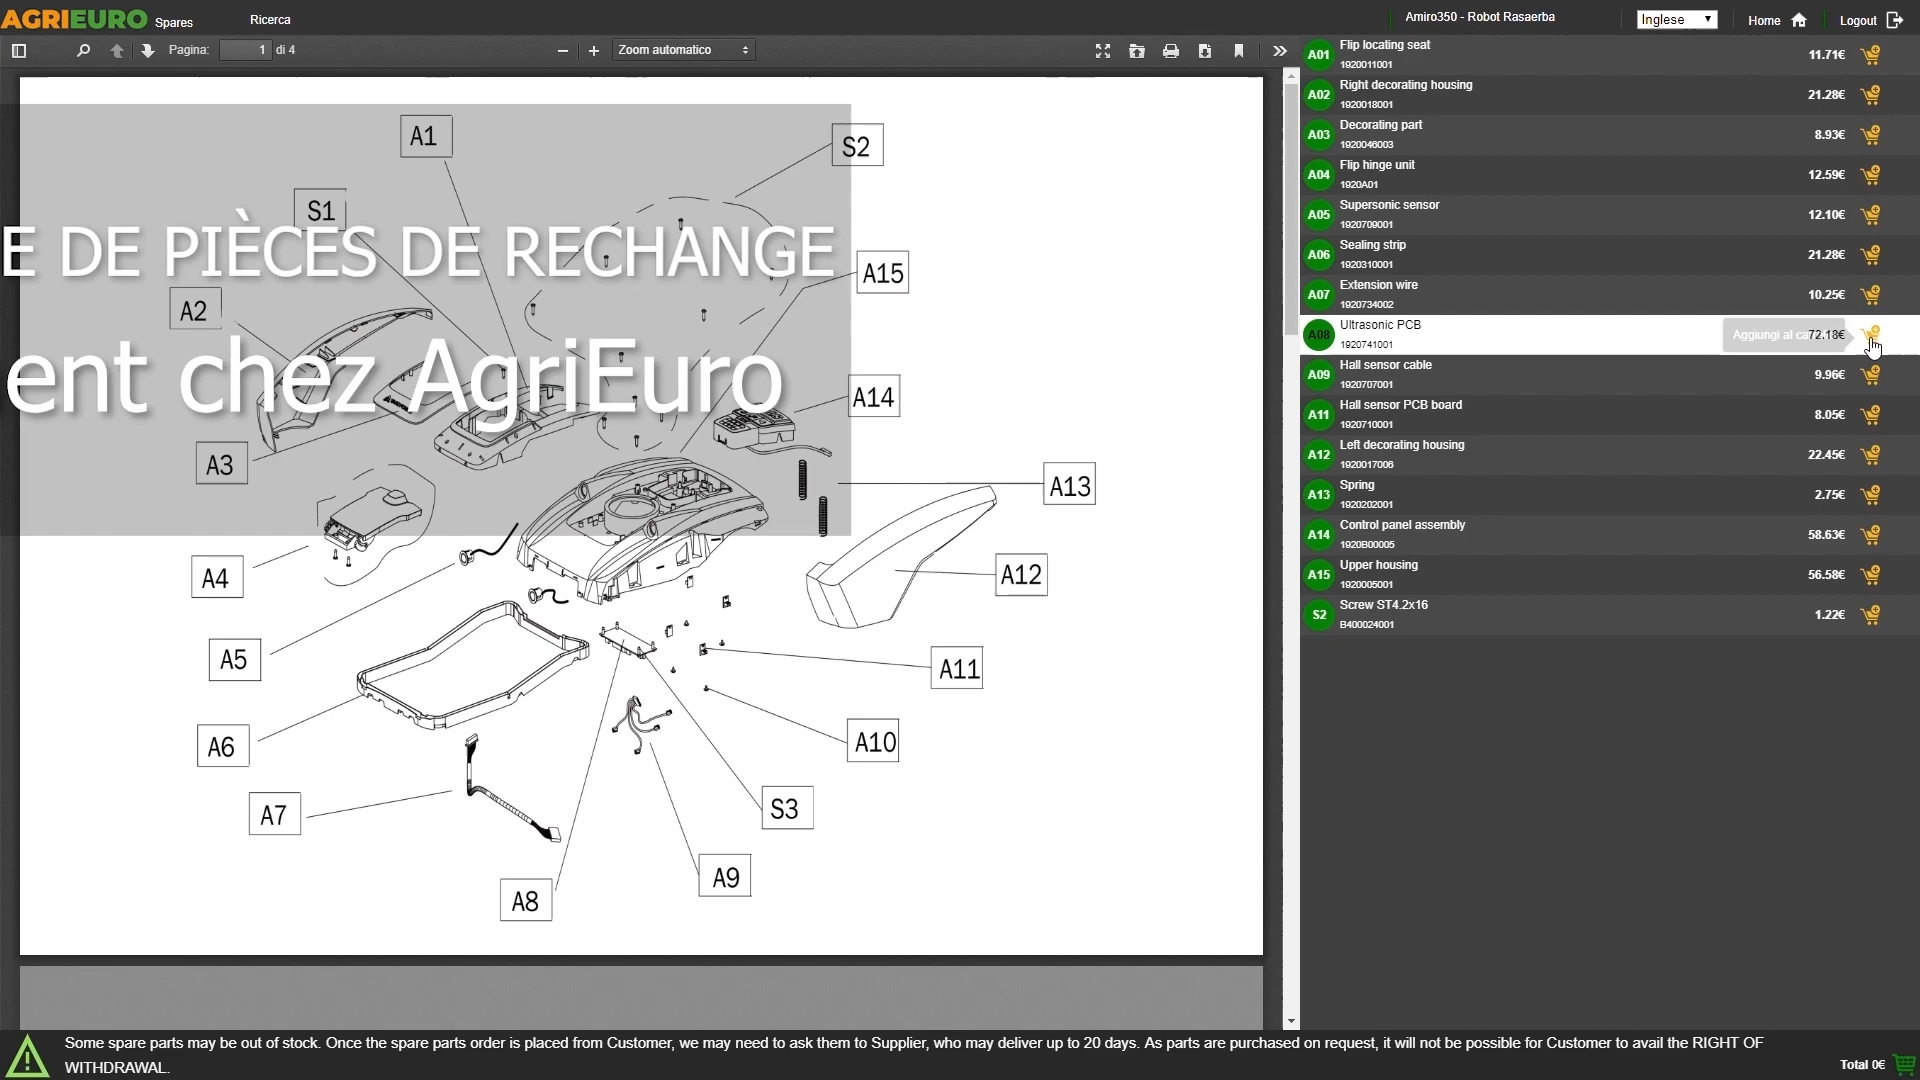 AGRIEURO Spares
Ricerca
Amiro350 - Robot Rasaerba
Inglese
Home
Logout
Pagina: 1 di 4
Zoom automatico
E DE PIÈCES DE RECHANGE
ent chez AgriEuro
A1
S2
S1
A15
A2
A14
A3
A13
A4
A12
A5
A11
A6
A10
A7
S3
A9
A8
A01 Flip locating seat 11.71€
1920011001
A02 Right decorating housing 21.28€
1920018001
A03 Decorating part 8.93€
1920046003
A04 Flip hinge unit 12.59€
1920A01
A05 Supersonic sensor 12.10€
1920709001
A06 Sealing strip 21.28€
1920310001
A07 Extension wire 10.25€
1920734002
A08 Ultrasonic PCB Aggiungi al 72.18€
1920741001
A09 Hall sensor cable 9.96€
1920707001
A11 Hall sensor PCB board 8.05€
1920710001
A12 Left decorating housing 22.45€
1920017006
A13 Spring 2.75€
1920202001
A14 Control panel assembly 58.63€
1920B00005
A15 Upper housing 56.58€
1920005001
S2 Screw ST4.2x16 1.22€
B400024001
Some spare parts may be out of stock. Once the spare parts order is placed from Customer, we may need to ask them to Supplier, who may deliver up to 20 days. As parts are purchased on request, it will not be possible for Customer to avail the RIGHT OF
WITHDRAWAL.
Total 0€